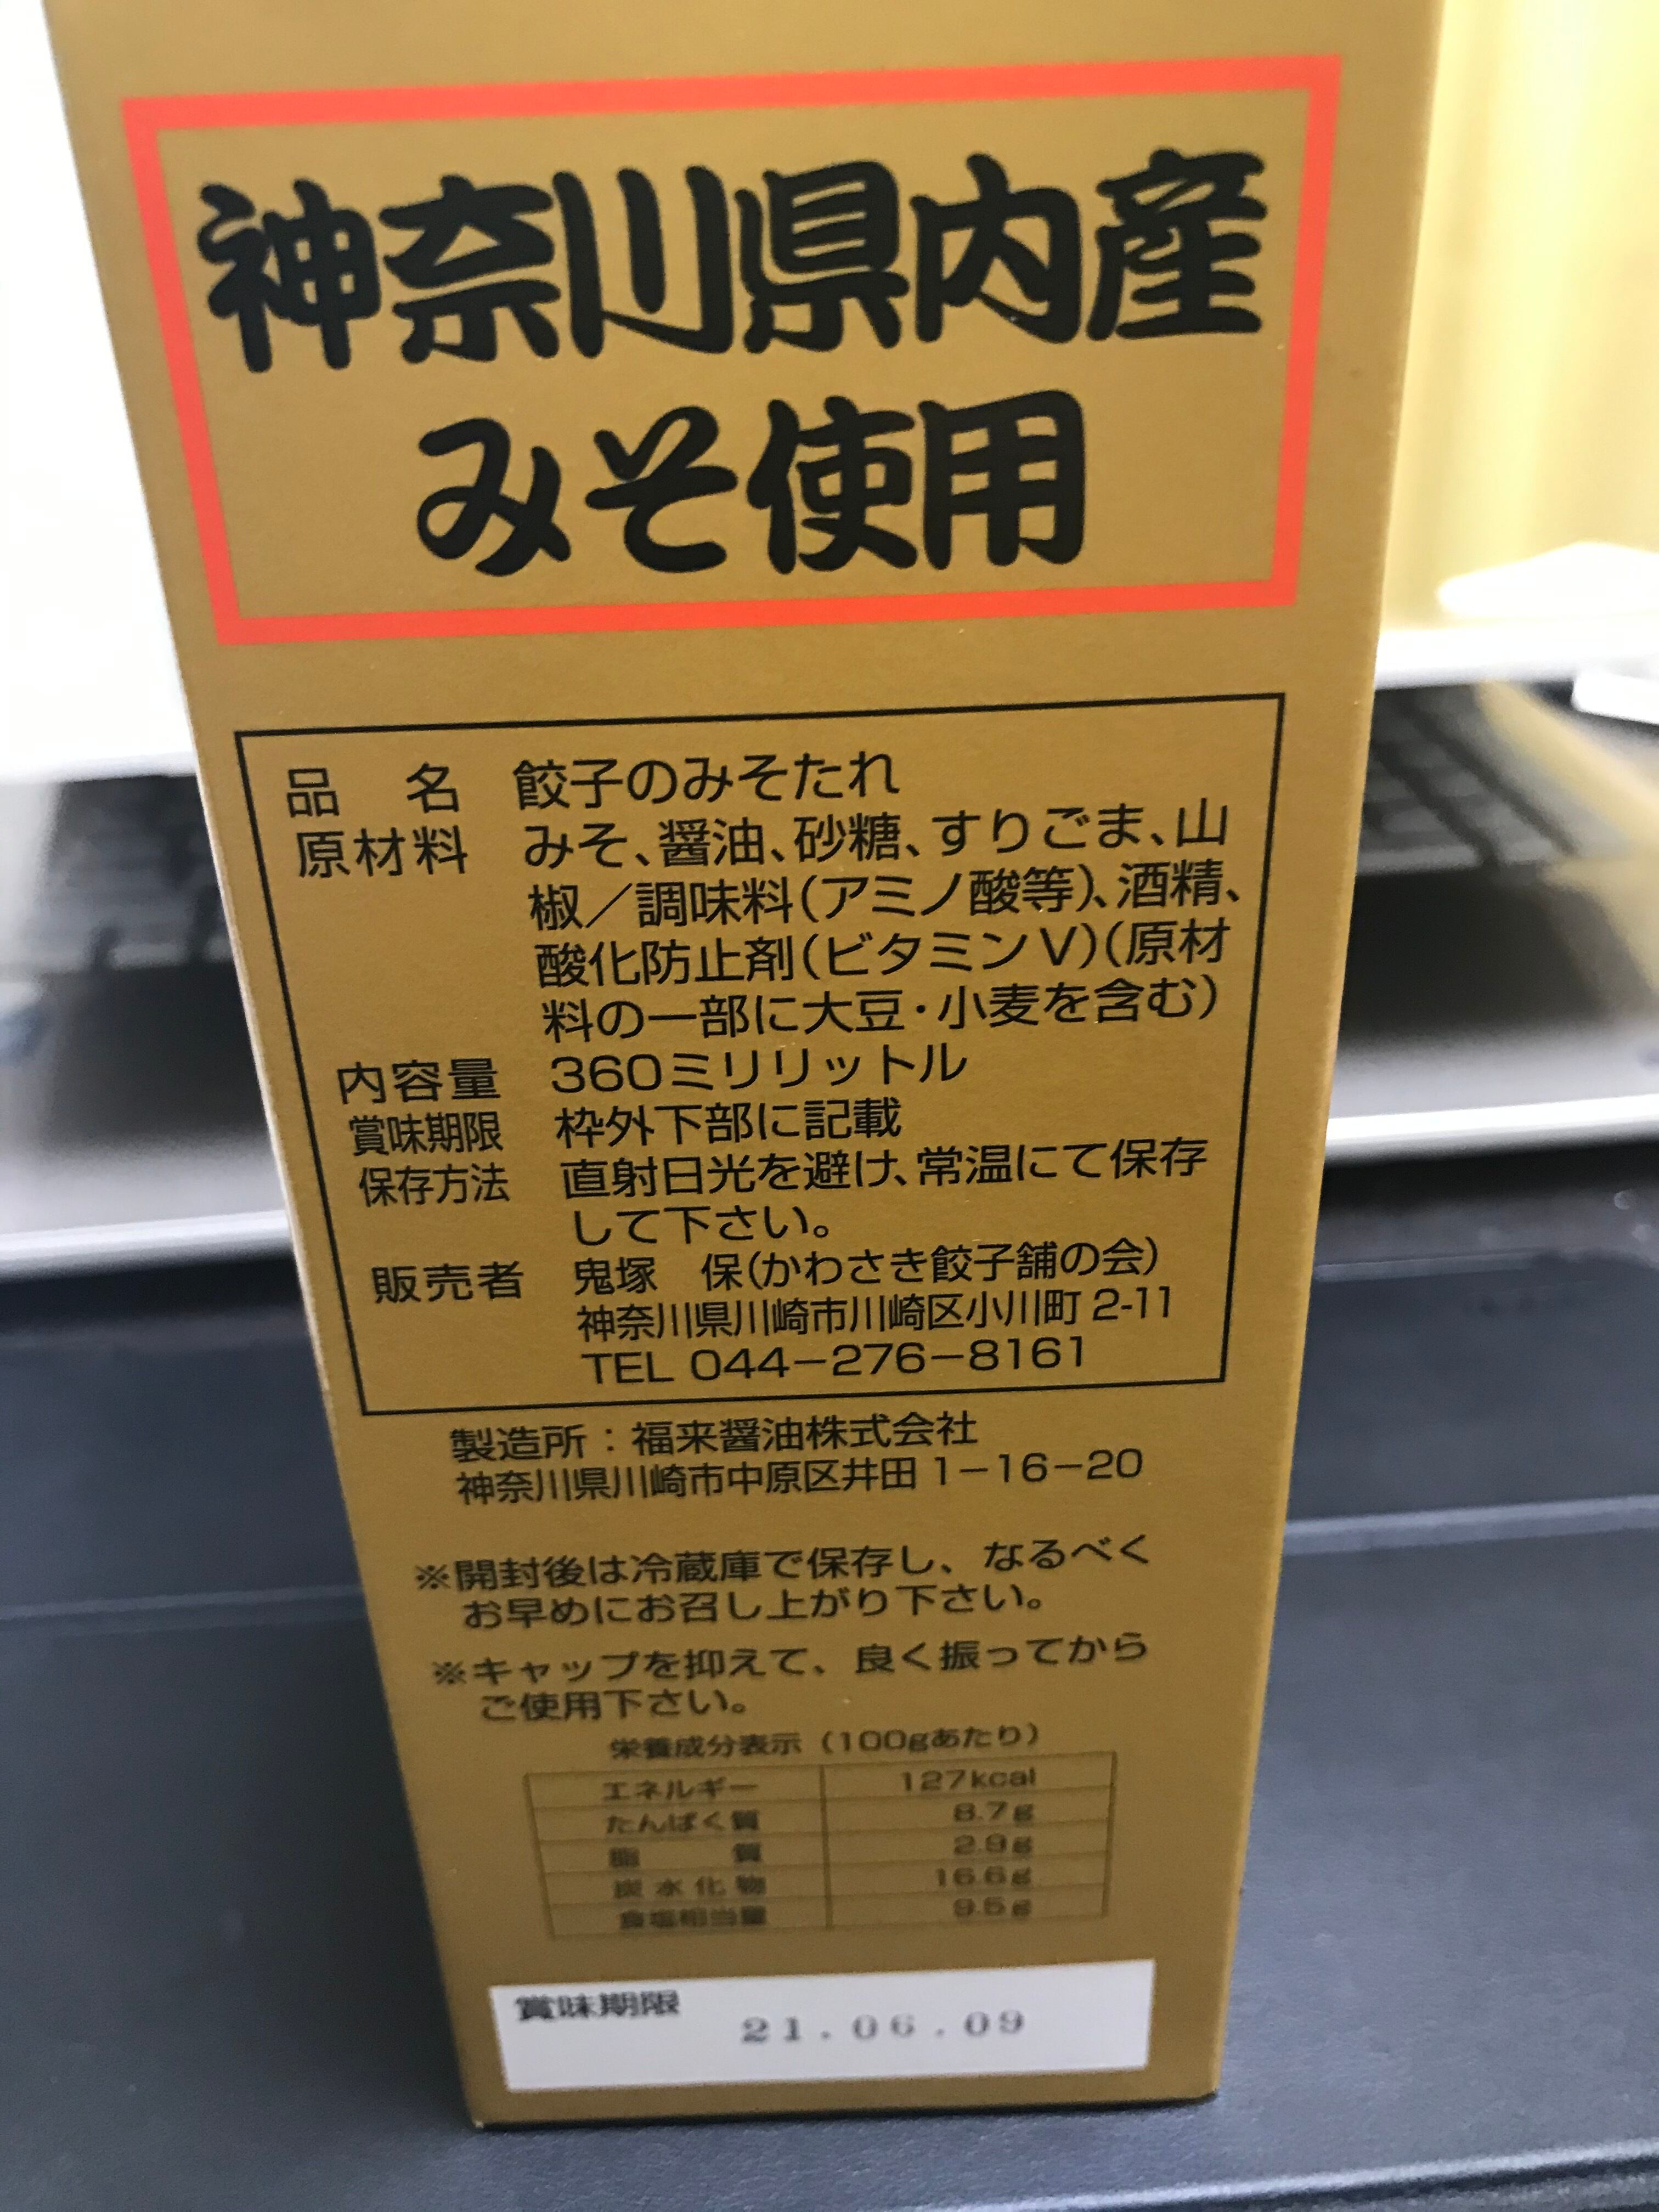 神奈川県内産
みそ使用
品　名　餃子のみそたれ
原材料　みそ、醤油、砂糖、すりごま、山
椒／調味料(アミノ酸等)、酒精、
酸化防止剤(ビタミンV)(原材
料の一部に大豆・小麦を含む)
内容量　360ミリリットル
賞味期限　枠外下部に記載
保存方法　直射日光を避け、常温にて保存
して下さい。
販売者　鬼塚　保(かわさき餃子舗の会)
神奈川県川崎市川崎区小川町 2-11
TEL 044－276－8161
製造所：福来醤油株式会社
神奈川県川崎市中原区井田 1－16－20
※開封後は冷蔵庫で保存し、なるべく
お早めにお召し上がり下さい。
※キャップを抑えて、良く振ってから
ご使用下さい。
栄養成分表示（100gあたり）
エネルギー　127kcal
たんぱく質　8.7g
脂　質　2.9g
炭水化物　16.6g
食塩相当量　9.5g
賞味期限　21.06.09